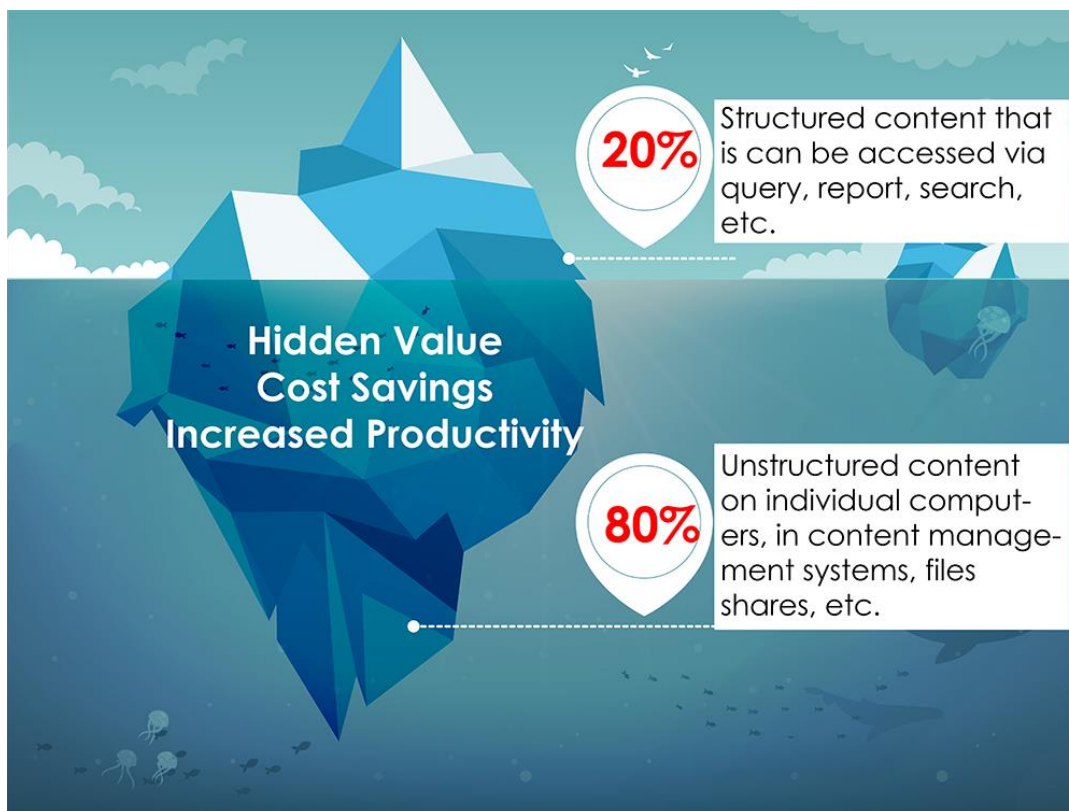 20%
Structured content that
is can be accessed via
query, report, search,
etc.
Hidden Value
Cost Savings
Increased Productivity
80%
Unstructured content
on individual comput-
ers, in content manage-
ment systems, files
shares, etc.